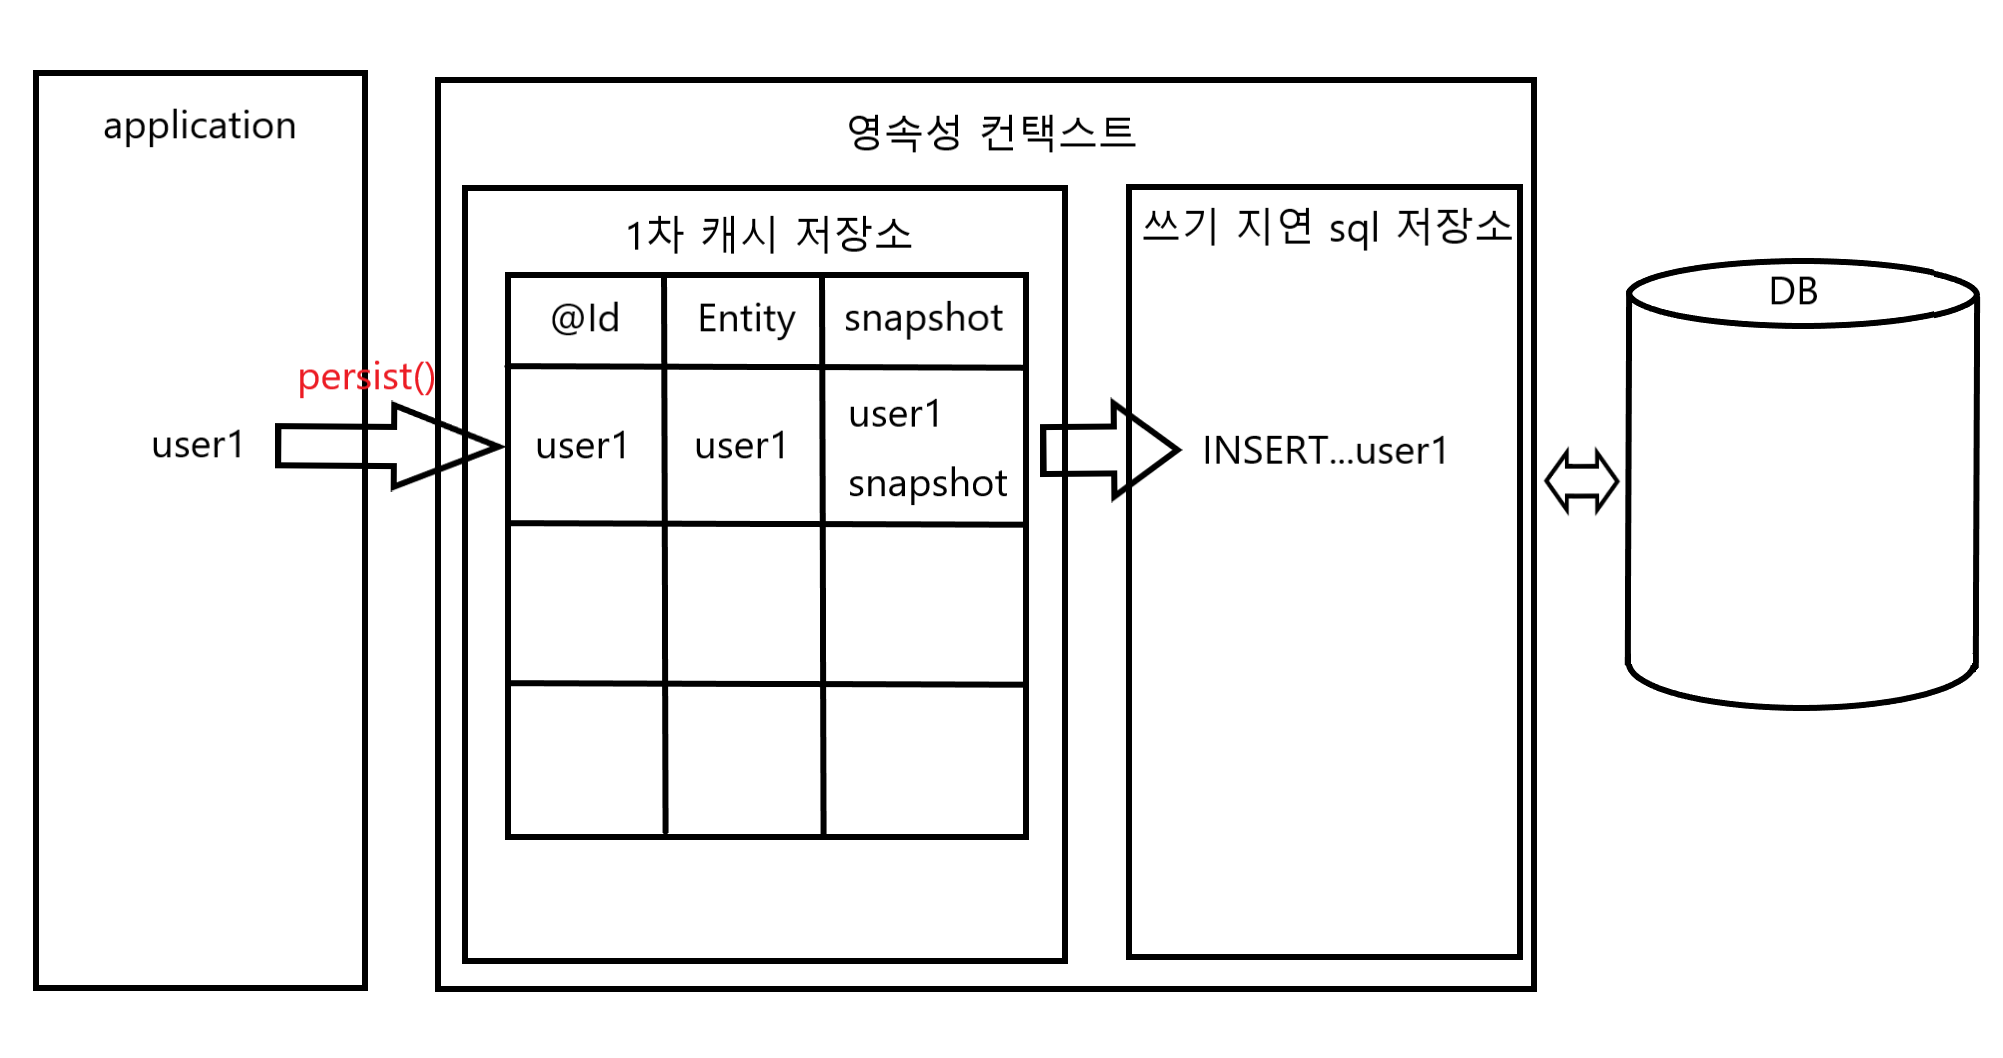 application
영속성 컨택스트
1차 캐시 저장소
쓰기 지연 sql 저장소
DB
@Id Entity snapshot
persist()
user1
user1 user1 user1
snapshot
INSERT...user1